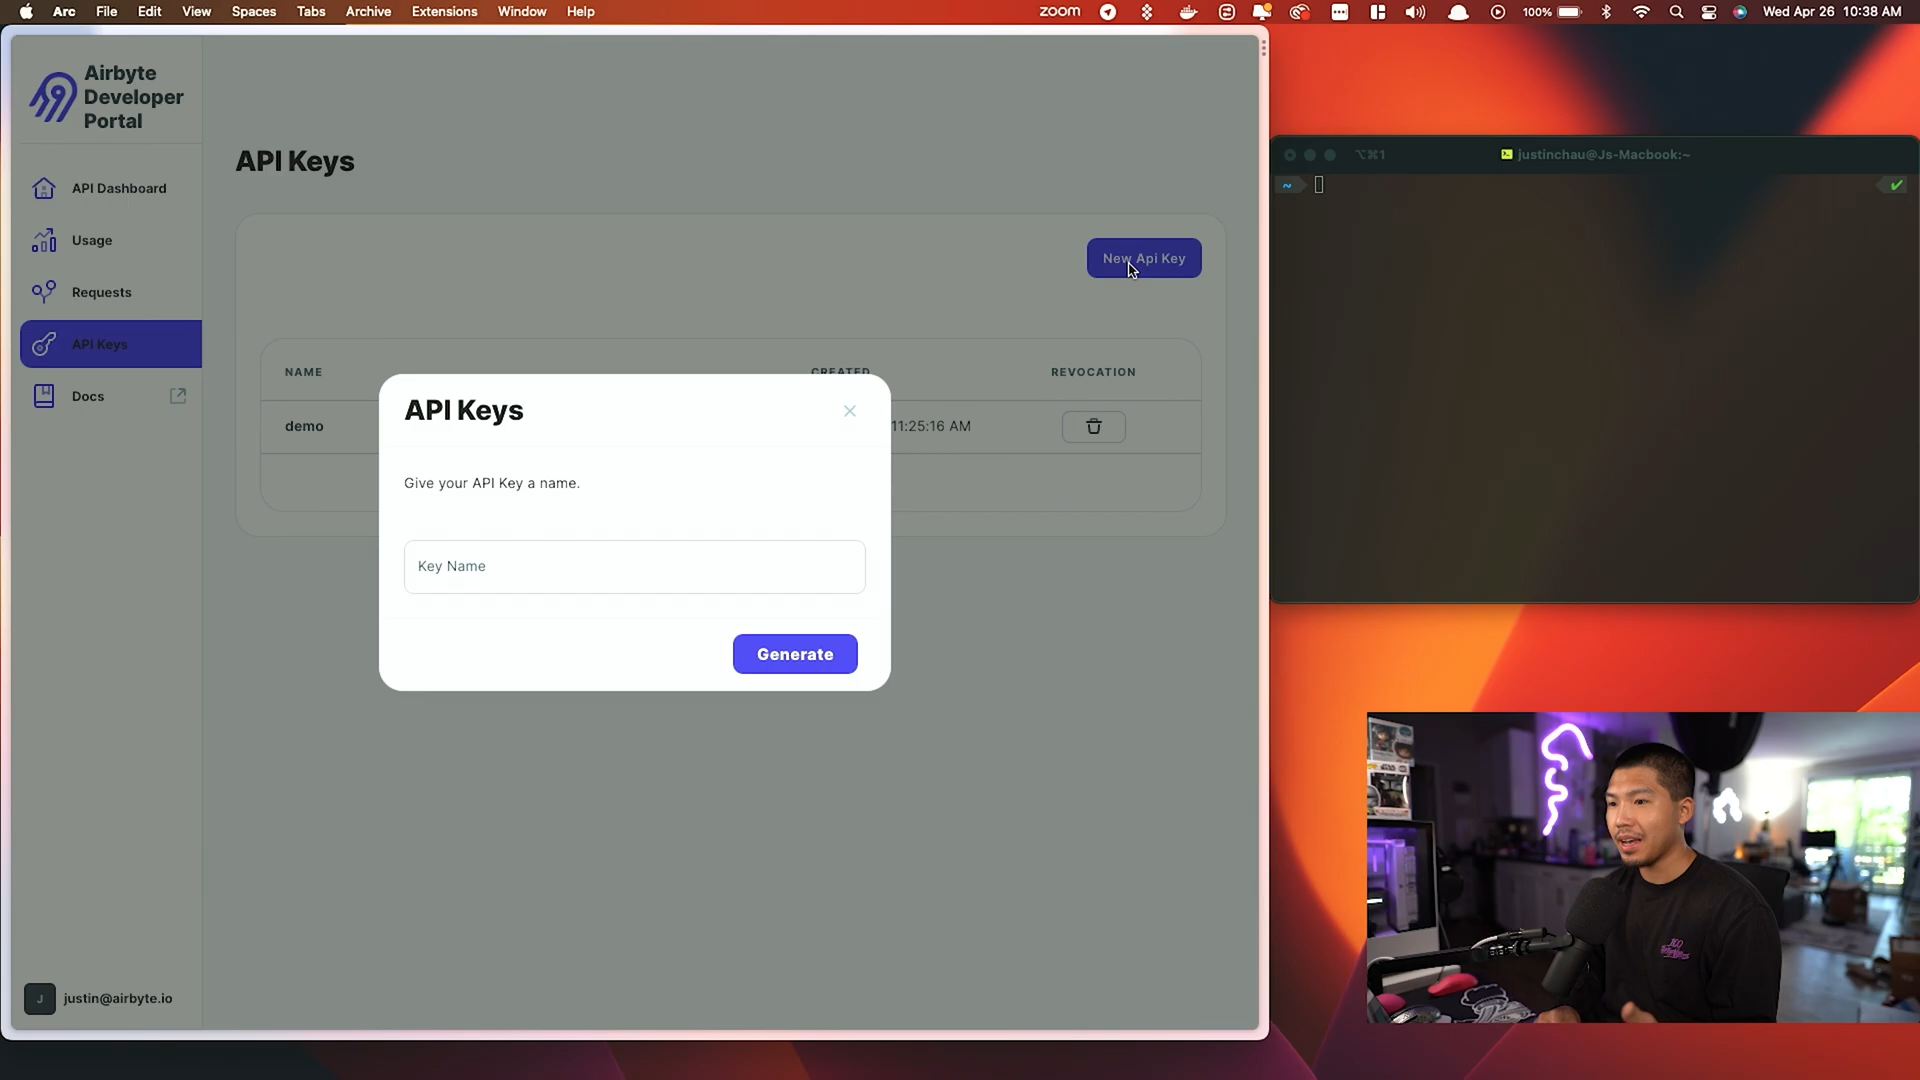 Arc File Edit View Spaces Tabs Archive Extensions Window Help zoom 100% Wed Apr 26 10:38 AM
Airbyte
Developer
Portal
API Dashboard
Usage
Requests
API Keys
Docs
J justin@airbyte.io
API Keys
New Api Key
NAME CREATED REVOCATION
demo 11:25:16 AM
API Keys
Give your API Key a name.
Key Name
Generate
⌥⌘1 justinchau@Js-Macbook:~
~